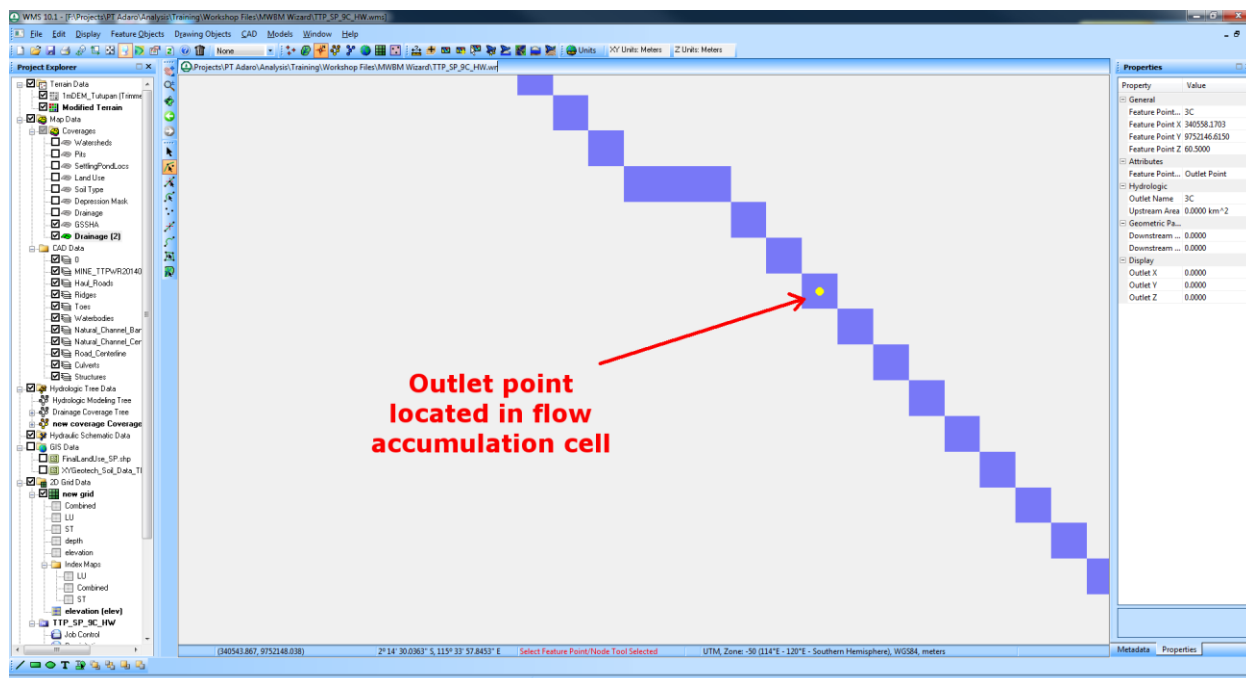 WMS 10.1 - [F:\Projects\PT Adaro\Analysis\Training\Workshop Files\MWBM Wizard\TTP_SP_9C_HW.wms]
File Edit Display Feature Objects Drawing Objects CAD Models Window Help
None
Units
XY Units: Meters
Z Units: Meters
Project Explorer
Terrain Data
1mDEM_Tutupan (Trimme
Modified Terrain
Map Data
Coverages
Watersheds
Pits
SettlingPondLocs
Land Use
Soil Type
Depression Mask
Drainage
GSSHA
Drainage (2)
CAD Data
0
MINE_TTPWR20140
Haul_Roads
Ridges
Toes
Waterbodies
Natural_Channel_Bar
Natural_Channel_Cer
Road_Centerline
Culverts
Structures
Hydrologic Tree Data
Hydrologic Modeling Tree
Drainage Coverage Tree
new coverage Coverage
Hydraulic Schematic Data
GIS Data
FinalLandUse_SP.shp
XYGeotech_Soil_Data_TI
2D Grid Data
new grid
Combined
LU
ST
depth
elevation
Index Maps
LU
Combined
ST
elevation (elev)
TTP_SP_9C_HW
Job Control
Projects\PT Adaro\Analysis\Training\Workshop Files\MWBM Wizard\TTP_SP_9C_HW.wr
Outlet point
located in flow
accumulation cell
Properties
Property Value
General
Feature Point... 3C
Feature Point X 340558.1703
Feature Point Y 9752146.6150
Feature Point Z 60.5000
Attributes
Feature Point... Outlet Point
Hydrologic
Outlet Name 3C
Upstream Area 0.0000 km^2
Geometric Pa...
Downstream ... 0.0000
Downstream ... 0.0000
Display
Outlet X 0.0000
Outlet Y 0.0000
Outlet Z 0.0000
Metadata Properties
(340543.867, 9752148.038)
2º 14' 30.0363" S, 115º 33' 57.8453" E
Select Feature Point/Node Tool Selected
UTM, Zone: -50 (114°E - 120°E - Southern Hemisphere), WGS84, meters
T